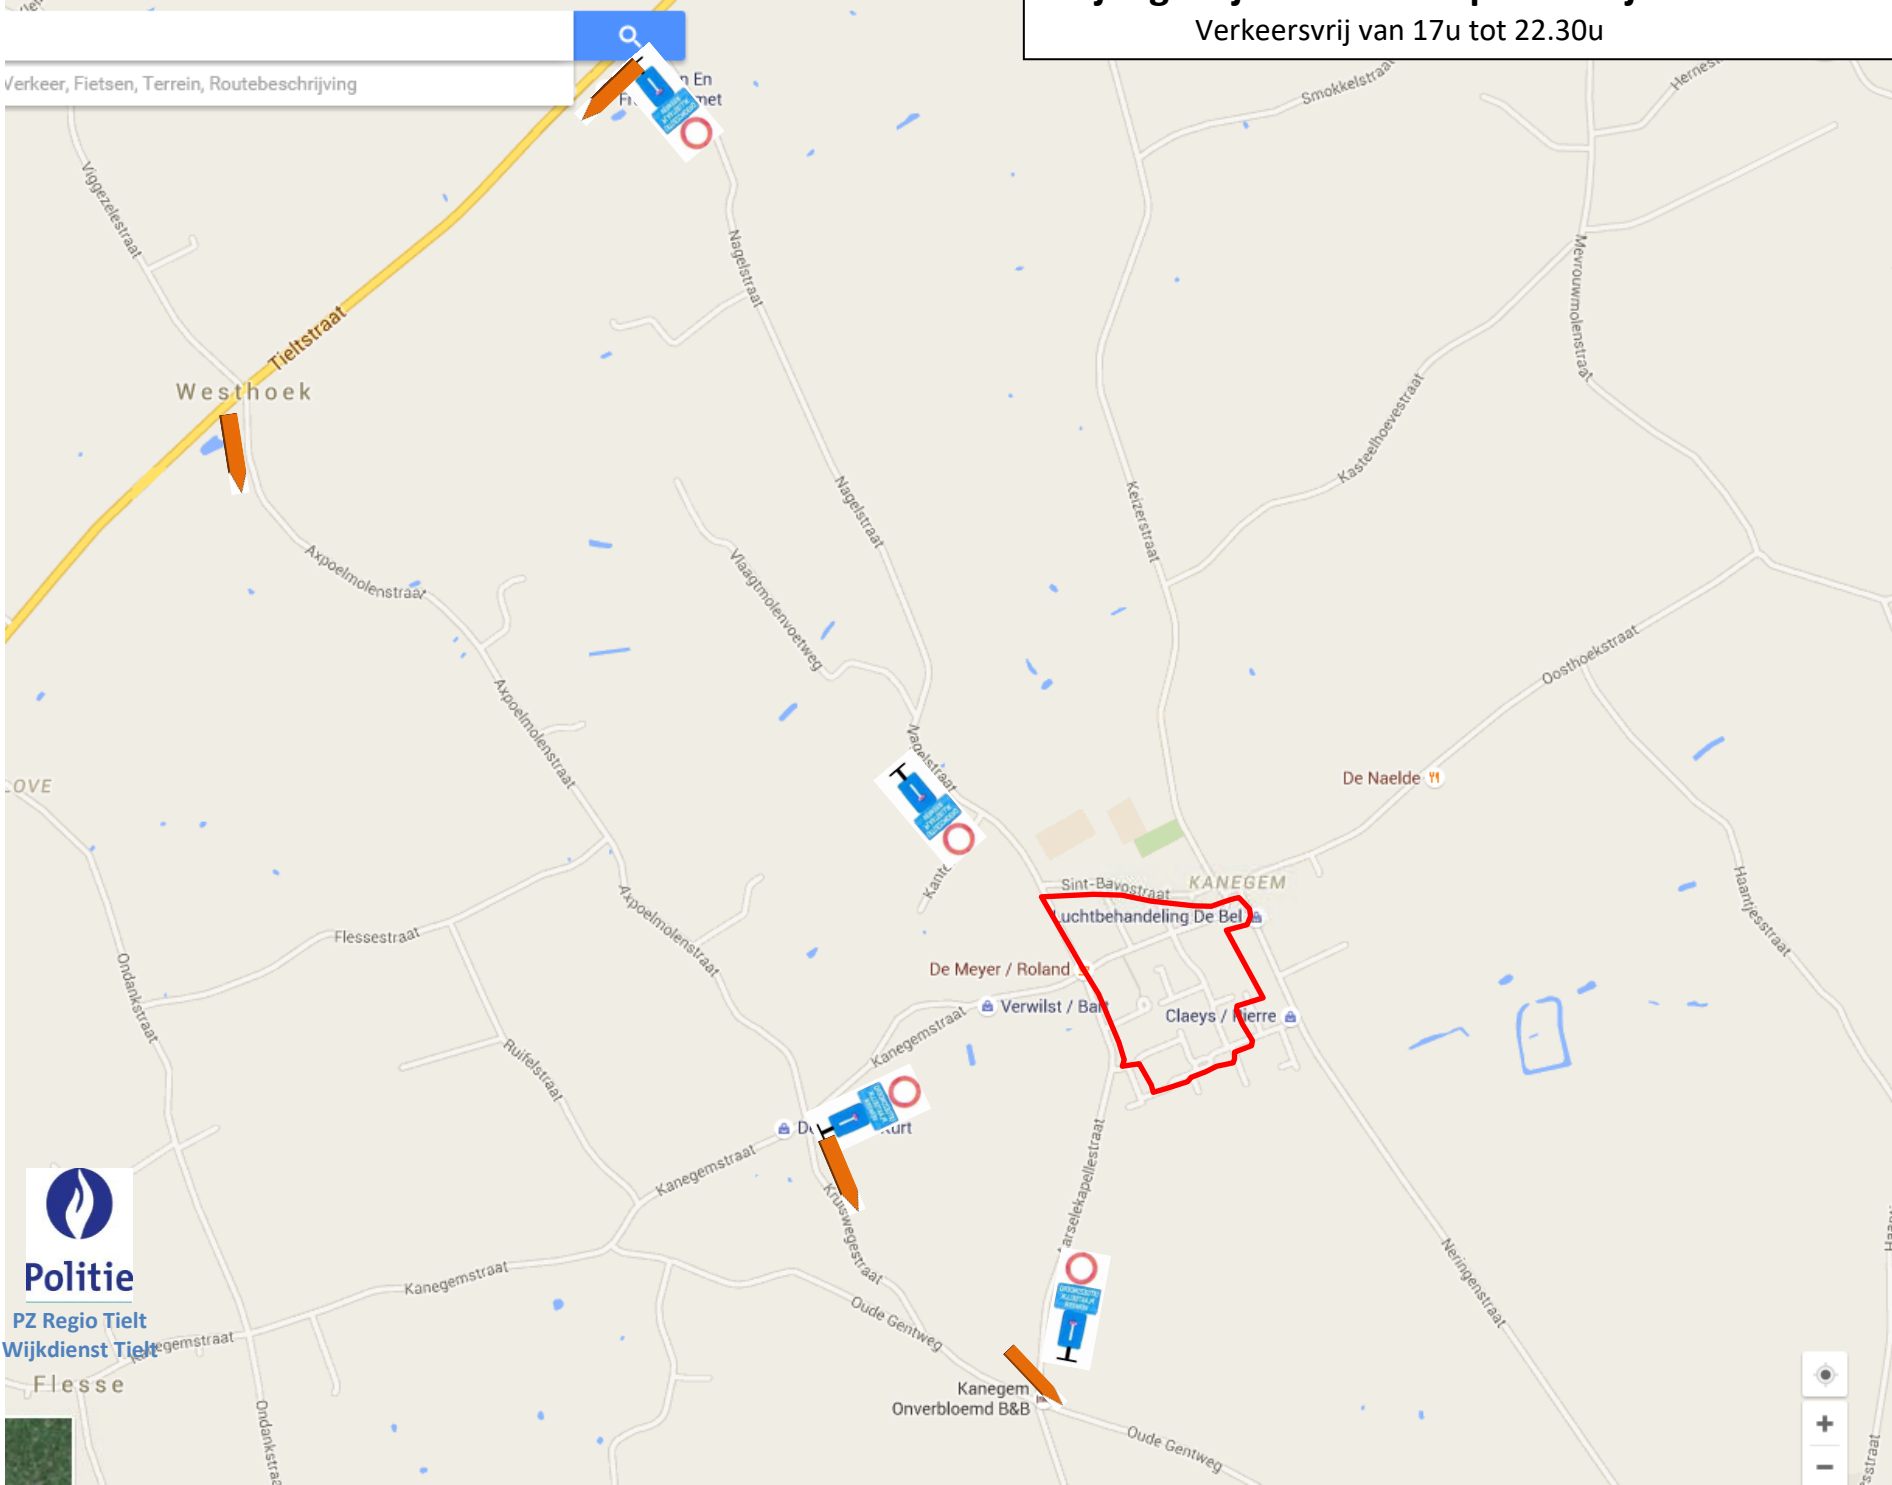 Verkeersvrij van 17u tot 22.30u
Verkeer, Fietsen, Terrein, Routebeschrijving
n En
Smokkelstraat
Viggezelestraat
Nagelstraat
Mevrouwmolenstraat
Tieltstraat
Westhoek
Kasteelhoevestraat
Nagelstraat
Keizerstraat
Axpoelmolenstraat
Vlaagtmolenvoetweg
Oosthoekstraat
Axpoelmolenstraat
Nagelstraat
De Naelde
Sint-Bavostraat
KANEGEM
Luchtbehandeling De Bel
Haantjesstraat
Axpoelmolenstraat
Flessestraat
Ondankstraat
De Meyer / Roland
Verwilst / Bart
Claeys / Pierre
Kanegemstraat
Ruifelstraat
Kanegemstraat
Kruiswegestraat
Neringenstraat
Politie
PZ Regio Tielt
Wijkdienst Tielt
Kanegemstraat
Oude Gentweg
Flesse
Kanegem
Onverbloemd B&B
Oude Gentweg